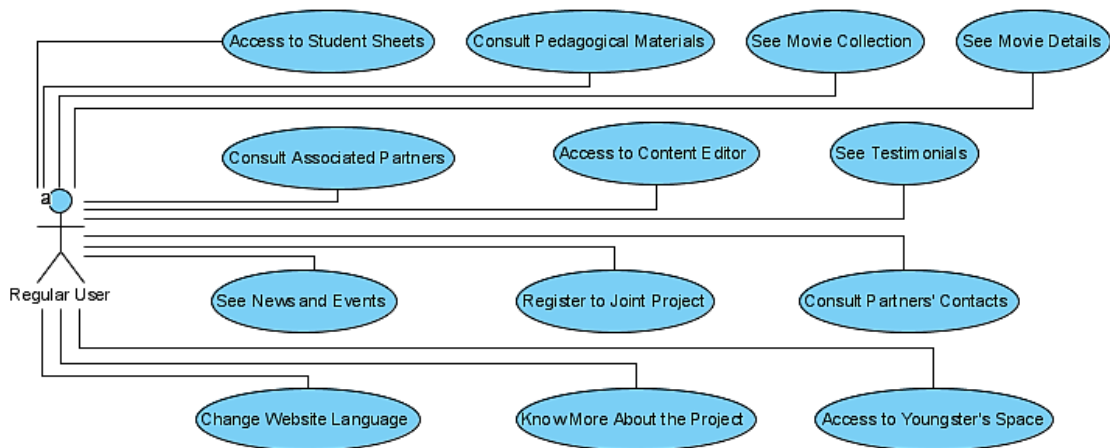 Access to Student Sheets
Consult Pedagogical Materials
See Movie Collection
See Movie Details
Consult Associated Partners
Access to Content Editor
See Testimonials
a
Regular User
See News and Events
Register to Joint Project
Consult Partners' Contacts
Change Website Language
Know More About the Project
Access to Youngster's Space